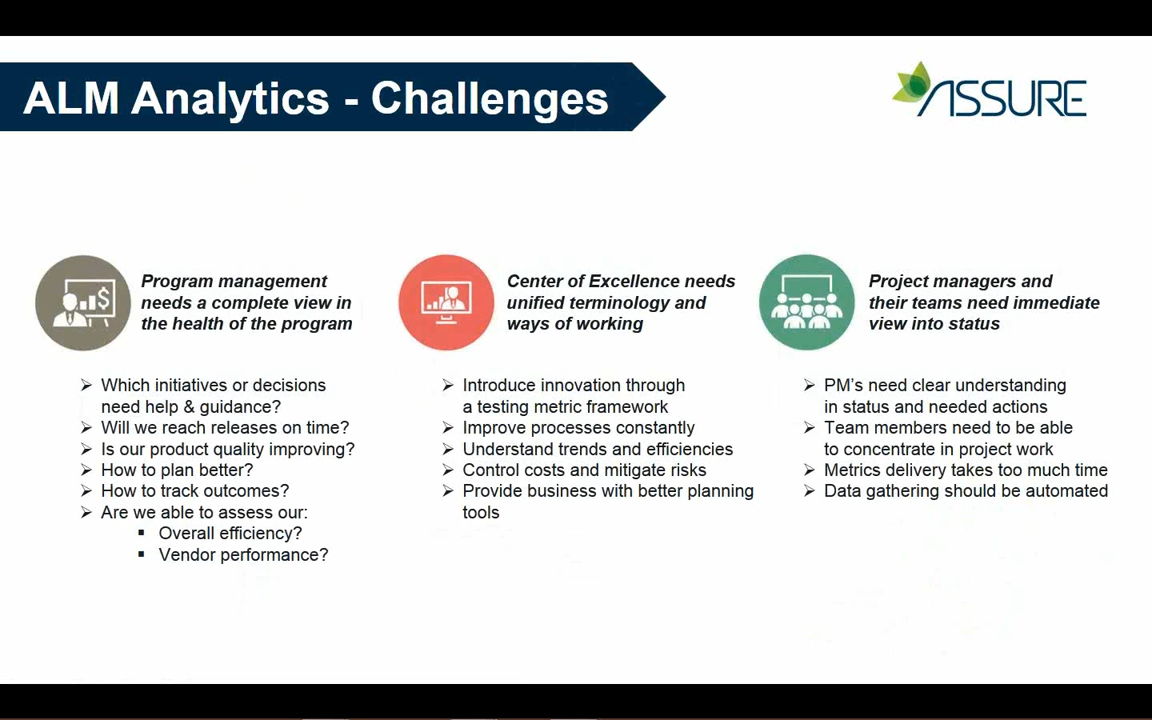 ALM Analytics - Challenges
ASSURE
Program management
needs a complete view in
the health of the program
Which initiatives or decisions
need help & guidance?
Will we reach releases on time?
Is our product quality improving?
How to plan better?
How to track outcomes?
Are we able to assess our:
Overall efficiency?
Vendor performance?
Center of Excellence needs
unified terminology and
ways of working
Introduce innovation through
a testing metric framework
Improve processes constantly
Understand trends and efficiencies
Control costs and mitigate risks
Provide business with better planning
tools
Project managers and
their teams need immediate
view into status
PM's need clear understanding
in status and needed actions
Team members need to be able
to concentrate in project work
Metrics delivery takes too much time
Data gathering should be automated